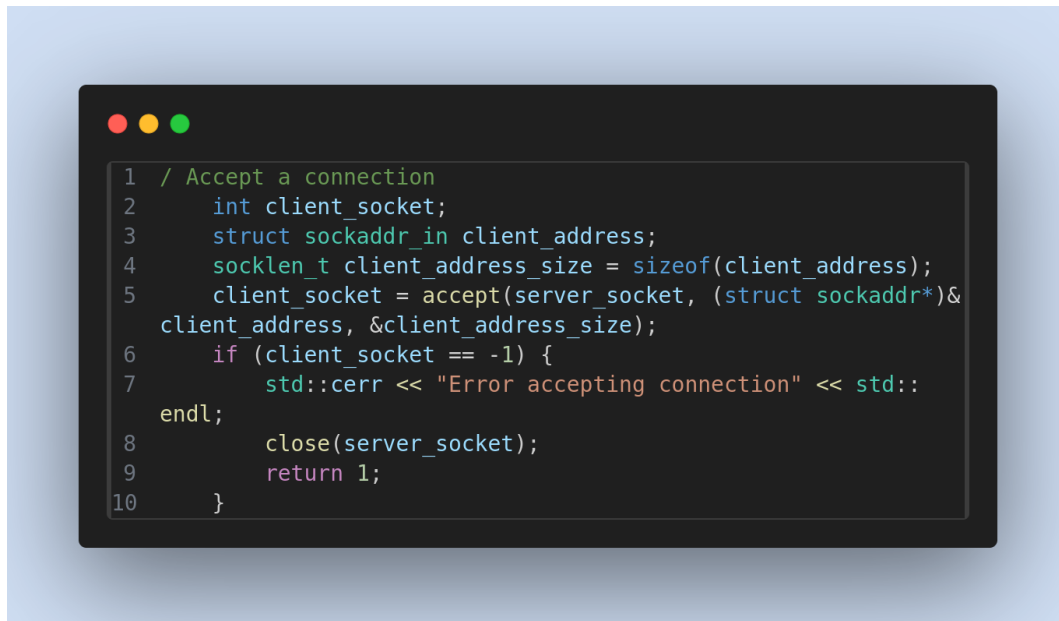 1 / Accept a connection
2     int client_socket;
3     struct sockaddr_in client_address;
4     socklen_t client_address_size = sizeof(client_address);
5     client_socket = accept(server_socket, (struct sockaddr*)&
client_address, &client_address_size);
6     if (client_socket == -1) {
7         std::cerr << "Error accepting connection" << std::
endl;
8         close(server_socket);
9         return 1;
10     }